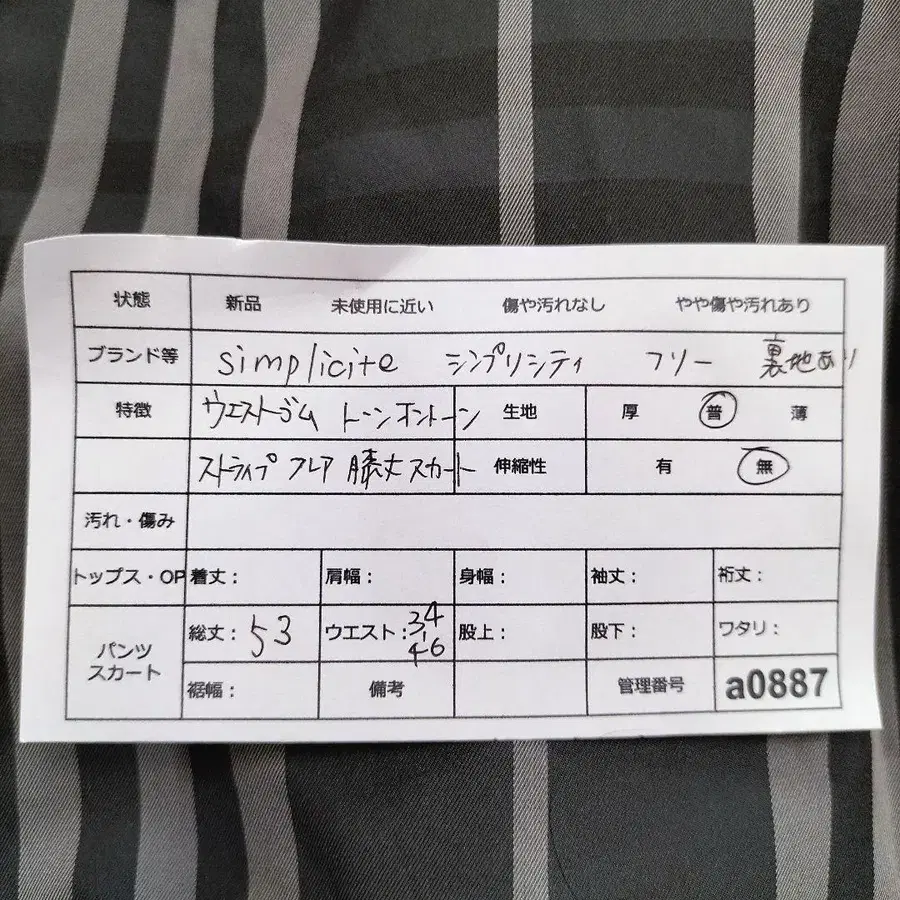 状態 新品 未使用に近い 傷や汚れなし やや傷や汚れあり
ブランド等 simplicite シンプリシティ フリー 裏地あり
特徴 ウエストゴム トーンオントーン 生地 厚 普 薄
ストライプ フレア 膝丈スカート 伸縮性 有 無
汚れ・傷み
トップス・OP 着丈: 肩幅: 身幅: 袖丈: 裄丈:
パンツ スカート 総丈: 53 ウエスト: 34 46 股上: 股下: ワタリ:
裾幅: 備考 管理番号 a0887